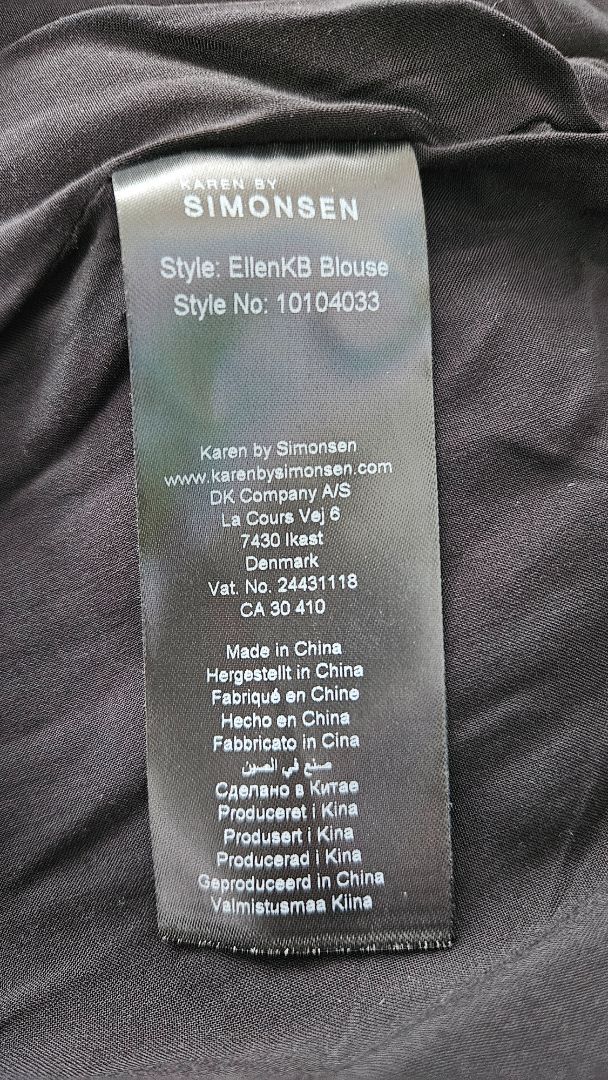 KAREN BY
SIMONSEN
Style: EllenKB Blouse
Style No: 10104033
Karen by Simonsen
www.karenbysimonsen.com
DK Company A/S
La Cours Vej 6
7430 Ikast
Denmark
Vat. No. 24431118
CA 30 410
Made in China
Hergestellt in China
Fabriqué en Chine
Hecho en China
Fabbricato in Cina
صنع في الصين
Сделано в Китае
Produceret i Kina
Produsert i Kina
Producerad i Kina
Geproduceerd in China
Valmistusmaa Kiina